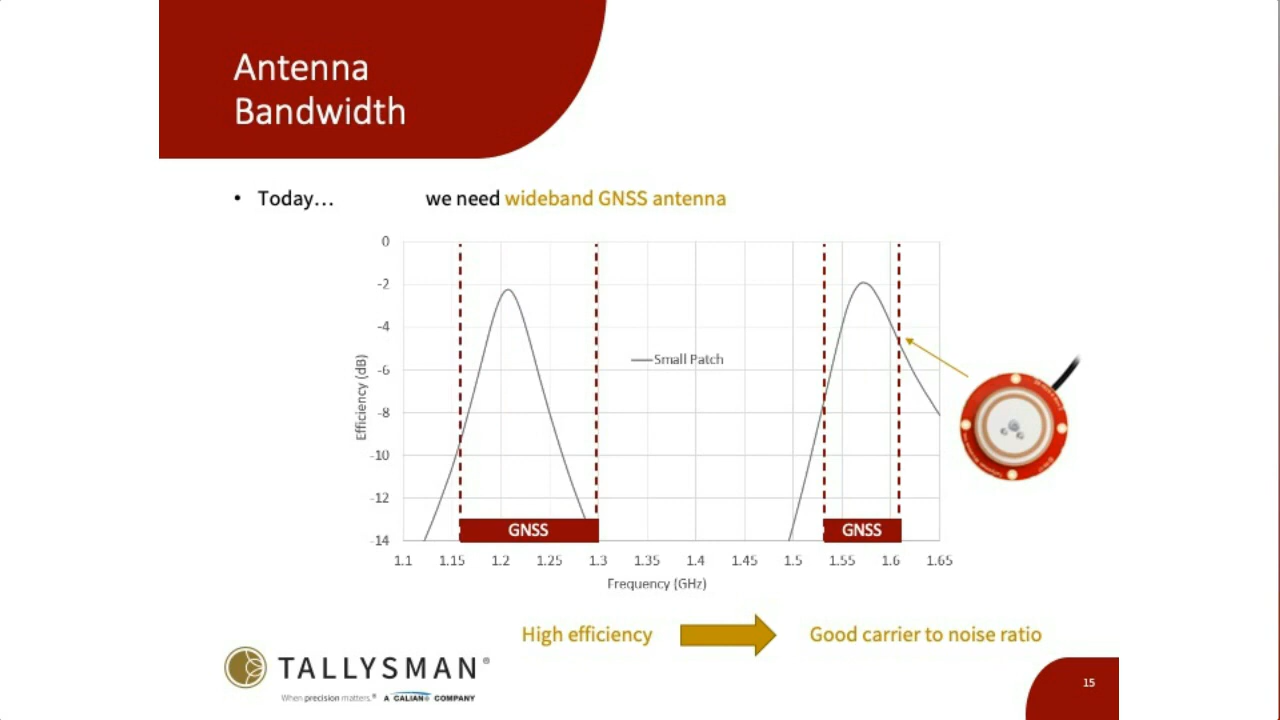 Antenna
Bandwidth
• Today… we need wideband GNSS antenna
0
-2
-4
-6
-8
-10
-12
-14
Efficiency (dB)
Small Patch
GNSS
GNSS
1.1 1.15 1.2 1.25 1.3 1.35 1.4 1.45 1.5 1.55 1.6 1.65
Frequency (GHz)
High efficiency
Good carrier to noise ratio
TALLYSMAN®
When precision matters.® A CALIAN COMPANY
15